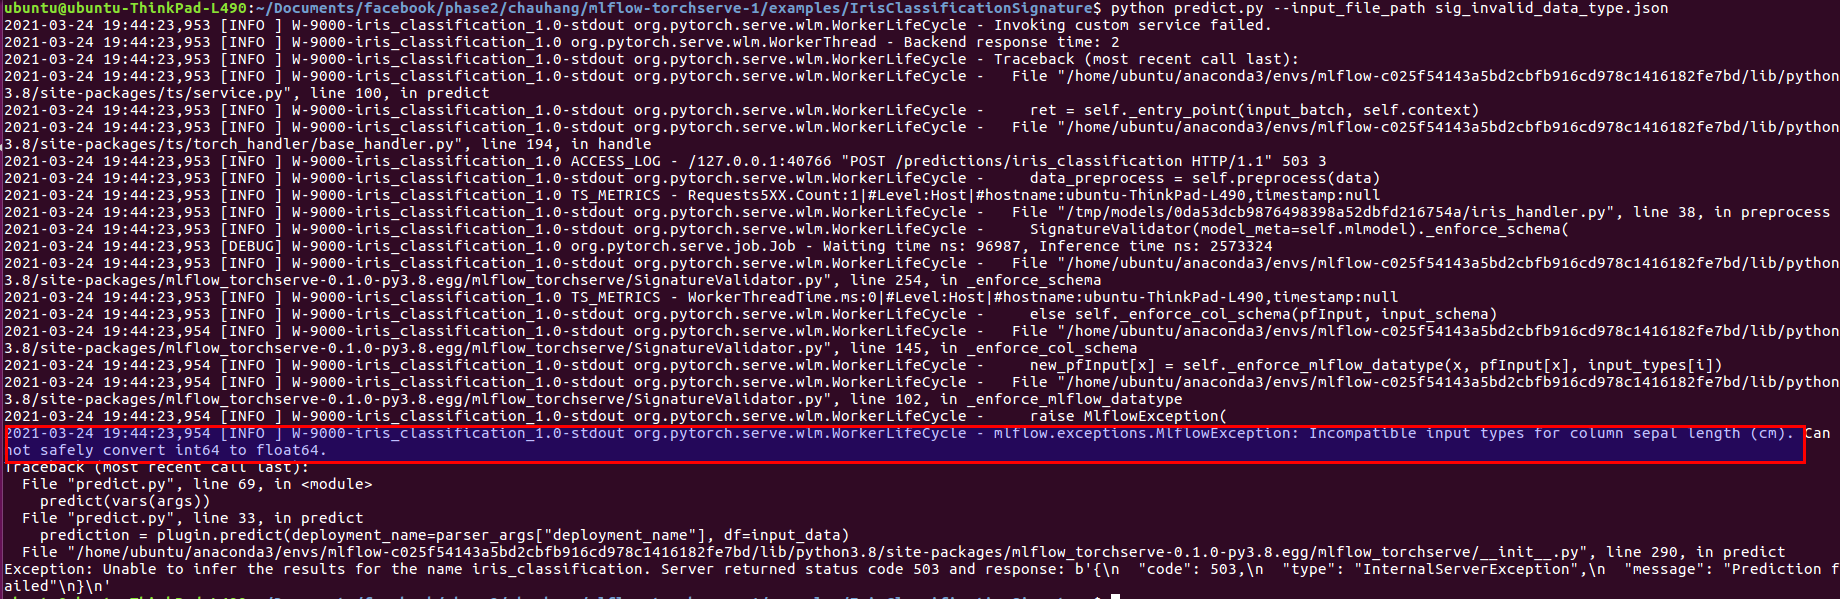 ubuntu@ubuntu-ThinkPad-L490:~/Documents/facebook/phase2/chauhang/mlflow-torchserve-1/examples/IrisClassificationSignature$ python predict.py --input_file_path sig_invalid_data_type.json
2021-03-24 19:44:23,953 [INFO ] W-9000-iris_classification_1.0-stdout org.pytorch.serve.wlm.WorkerLifeCycle - Invoking custom service failed.
2021-03-24 19:44:23,953 [INFO ] W-9000-iris_classification_1.0 org.pytorch.serve.wlm.WorkerThread - Backend response time: 2
2021-03-24 19:44:23,953 [INFO ] W-9000-iris_classification_1.0-stdout org.pytorch.serve.wlm.WorkerLifeCycle - Traceback (most recent call last):
2021-03-24 19:44:23,953 [INFO ] W-9000-iris_classification_1.0-stdout org.pytorch.serve.wlm.WorkerLifeCycle -   File "/home/ubuntu/anaconda3/envs/mlflow-c025f54143a5bd2cbfb916cd978c1416182fe7bd/lib/python
3.8/site-packages/ts/service.py", line 100, in predict
2021-03-24 19:44:23,953 [INFO ] W-9000-iris_classification_1.0-stdout org.pytorch.serve.wlm.WorkerLifeCycle -     ret = self._entry_point(input_batch, self.context)
2021-03-24 19:44:23,953 [INFO ] W-9000-iris_classification_1.0-stdout org.pytorch.serve.wlm.WorkerLifeCycle -   File "/home/ubuntu/anaconda3/envs/mlflow-c025f54143a5bd2cbfb916cd978c1416182fe7bd/lib/python
3.8/site-packages/ts/torch_handler/base_handler.py", line 194, in handle
2021-03-24 19:44:23,953 [INFO ] W-9000-iris_classification_1.0 ACCESS_LOG - /127.0.0.1:40766 "POST /predictions/iris_classification HTTP/1.1" 503 3
2021-03-24 19:44:23,953 [INFO ] W-9000-iris_classification_1.0-stdout org.pytorch.serve.wlm.WorkerLifeCycle -     data_preprocess = self.preprocess(data)
2021-03-24 19:44:23,953 [INFO ] W-9000-iris_classification_1.0 TS_METRICS - Requests5XX.Count:1|#Level:Host|#hostname:ubuntu-ThinkPad-L490,timestamp:null
2021-03-24 19:44:23,953 [INFO ] W-9000-iris_classification_1.0-stdout org.pytorch.serve.wlm.WorkerLifeCycle -   File "/tmp/models/0da53dcb9876498398a52dbfd216754a/iris_handler.py", line 38, in preprocess
2021-03-24 19:44:23,953 [INFO ] W-9000-iris_classification_1.0-stdout org.pytorch.serve.wlm.WorkerLifeCycle -     SignatureValidator(model_meta=self.mlmodel)._enforce_schema(
2021-03-24 19:44:23,953 [DEBUG] W-9000-iris_classification_1.0 org.pytorch.serve.job.Job - Waiting time ns: 96987, Inference time ns: 2573324
2021-03-24 19:44:23,953 [INFO ] W-9000-iris_classification_1.0-stdout org.pytorch.serve.wlm.WorkerLifeCycle -   File "/home/ubuntu/anaconda3/envs/mlflow-c025f54143a5bd2cbfb916cd978c1416182fe7bd/lib/python
3.8/site-packages/mlflow_torchserve-0.1.0-py3.8.egg/mlflow_torchserve/SignatureValidator.py", line 254, in _enforce_schema
2021-03-24 19:44:23,953 [INFO ] W-9000-iris_classification_1.0 TS_METRICS - WorkerThreadTime.ms:0|#Level:Host|#hostname:ubuntu-ThinkPad-L490,timestamp:null
2021-03-24 19:44:23,953 [INFO ] W-9000-iris_classification_1.0-stdout org.pytorch.serve.wlm.WorkerLifeCycle -     else self._enforce_col_schema(pfInput, input_schema)
2021-03-24 19:44:23,954 [INFO ] W-9000-iris_classification_1.0-stdout org.pytorch.serve.wlm.WorkerLifeCycle -   File "/home/ubuntu/anaconda3/envs/mlflow-c025f54143a5bd2cbfb916cd978c1416182fe7bd/lib/python
3.8/site-packages/mlflow_torchserve-0.1.0-py3.8.egg/mlflow_torchserve/SignatureValidator.py", line 145, in _enforce_col_schema
2021-03-24 19:44:23,954 [INFO ] W-9000-iris_classification_1.0-stdout org.pytorch.serve.wlm.WorkerLifeCycle -     new_pfInput[x] = self._enforce_mlflow_datatype(x, pfInput[x], input_types[i])
2021-03-24 19:44:23,954 [INFO ] W-9000-iris_classification_1.0-stdout org.pytorch.serve.wlm.WorkerLifeCycle -   File "/home/ubuntu/anaconda3/envs/mlflow-c025f54143a5bd2cbfb916cd978c1416182fe7bd/lib/python
3.8/site-packages/mlflow_torchserve-0.1.0-py3.8.egg/mlflow_torchserve/SignatureValidator.py", line 102, in _enforce_mlflow_datatype
2021-03-24 19:44:23,954 [INFO ] W-9000-iris_classification_1.0-stdout org.pytorch.serve.wlm.WorkerLifeCycle -     raise MlflowException(
2021-03-24 19:44:23,954 [INFO ] W-9000-iris_classification_1.0-stdout org.pytorch.serve.wlm.WorkerLifeCycle - mlflow.exceptions.MlflowException: Incompatible input types for column sepal length (cm). Can
not safely convert int64 to float64.
Traceback (most recent call last):
  File "predict.py", line 69, in <module>
    predict(vars(args))
  File "predict.py", line 33, in predict
    prediction = plugin.predict(deployment_name=parser_args["deployment_name"], df=input_data)
  File "/home/ubuntu/anaconda3/envs/mlflow-c025f54143a5bd2cbfb916cd978c1416182fe7bd/lib/python3.8/site-packages/mlflow_torchserve-0.1.0-py3.8.egg/mlflow_torchserve/__init__.py", line 290, in predict
Exception: Unable to infer the results for the name iris_classification. Server returned status code 503 and response: b'{\n  "code": 503,\n  "type": "InternalServerException",\n  "message": "Prediction f
ailed"\n}\n'